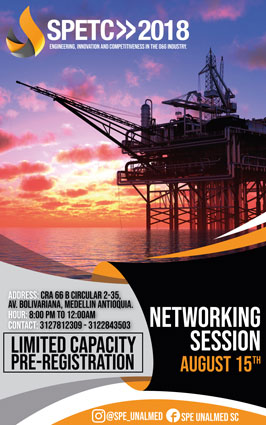 SPETC>>2018
ENGINEERING, INNOVATION AND COMPETITIVENESS IN THE O&G INDUSTRY.
ADDRESS: CRA 66 B CIRCULAR 2-35,
AV. BOLIVARIANA, MEDELLIN ANTIOQUIA.
HOUR: 8:00 PM TO 12:00AM
CONTACT: 3127812309 - 3122843503
LIMITED CAPACITY
PRE-REGISTRATION
NETWORKING
SESSION
AUGUST 15TH
@SPE_UNALMED
SPE UNALMED SC